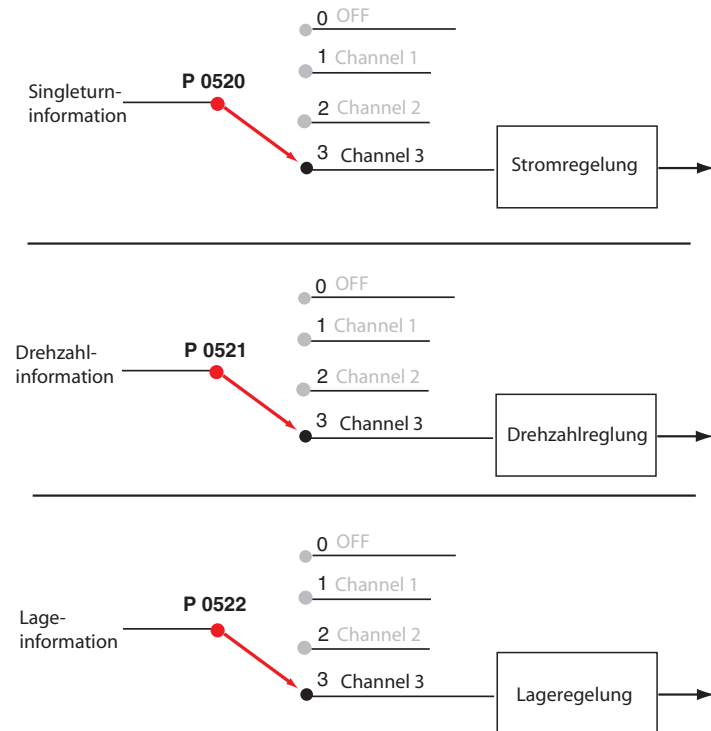 0 OFF
1 Channel 1
P 0520
Singleturn-
information
2 Channel 2
3 Channel 3
Stromregelung
0 OFF
1 Channel 1
P 0521
Drehzahl-
information
2 Channel 2
3 Channel 3
Drehzahlreglung
0 OFF
1 Channel 1
P 0522
Lage-
information
2 Channel 2
3 Channel 3
Lageregelung